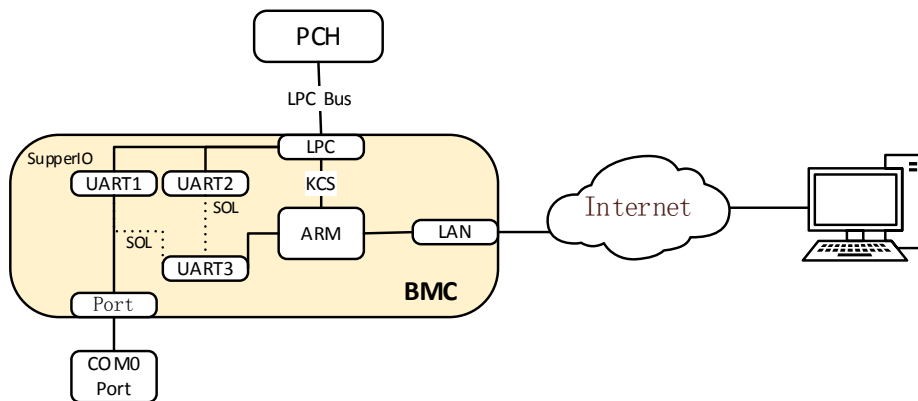 PCH
LPC Bus
LPC
SupperIO
UART1
UART2
KCS
SOL
SOL
ARM
LAN
Internet
UART3
BMC
Port
COM0
Port